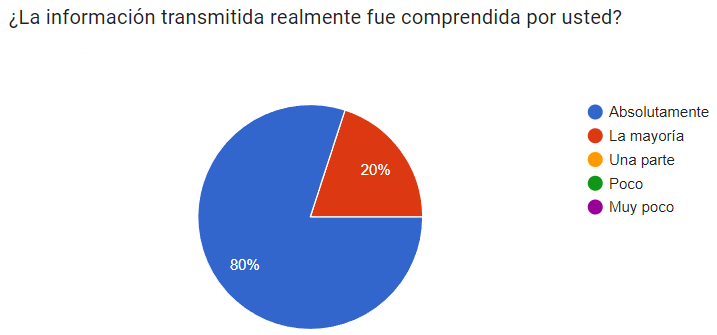 ¿La información transmitida realmente fue comprendida por usted?
Absolutamente
La mayoría
Una parte
Poco
Muy poco
20%
80%